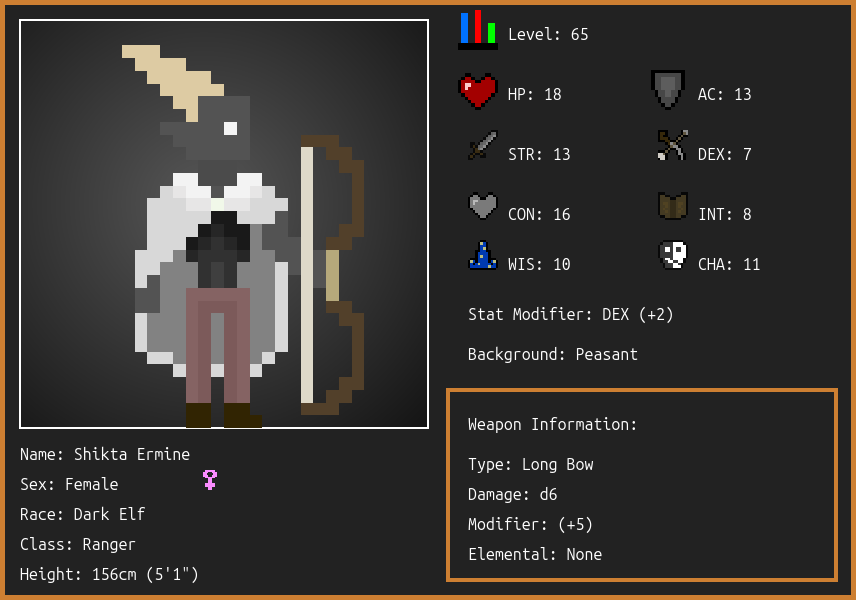 Level: 65
HP: 18
AC: 13
STR: 13
DEX: 7
CON: 16
INT: 8
WIS: 10
CHA: 11
Stat Modifier: DEX (+2)
Background: Peasant
Weapon Information:
Type: Long Bow
Damage: d6
Modifier: (+5)
Elemental: None
Name: Shikta Ermine
Sex: Female
Race: Dark Elf
Class: Ranger
Height: 156cm (5'1")